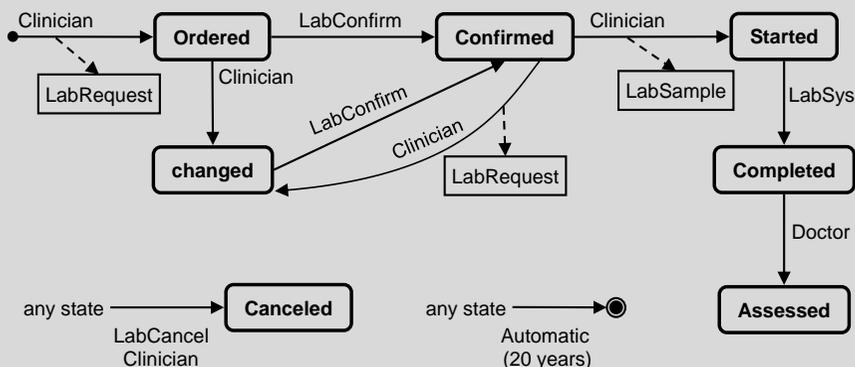 Clinician
Ordered
LabConfirm
Confirmed
Clinician
Started
LabRequest
Clinician
LabSample
LabSys
LabConfirm
Clinician
changed
LabRequest
Completed
Doctor
any state
Canceled
LabCancel
Clinician
any state
Automatic
(20 years)
Assessed